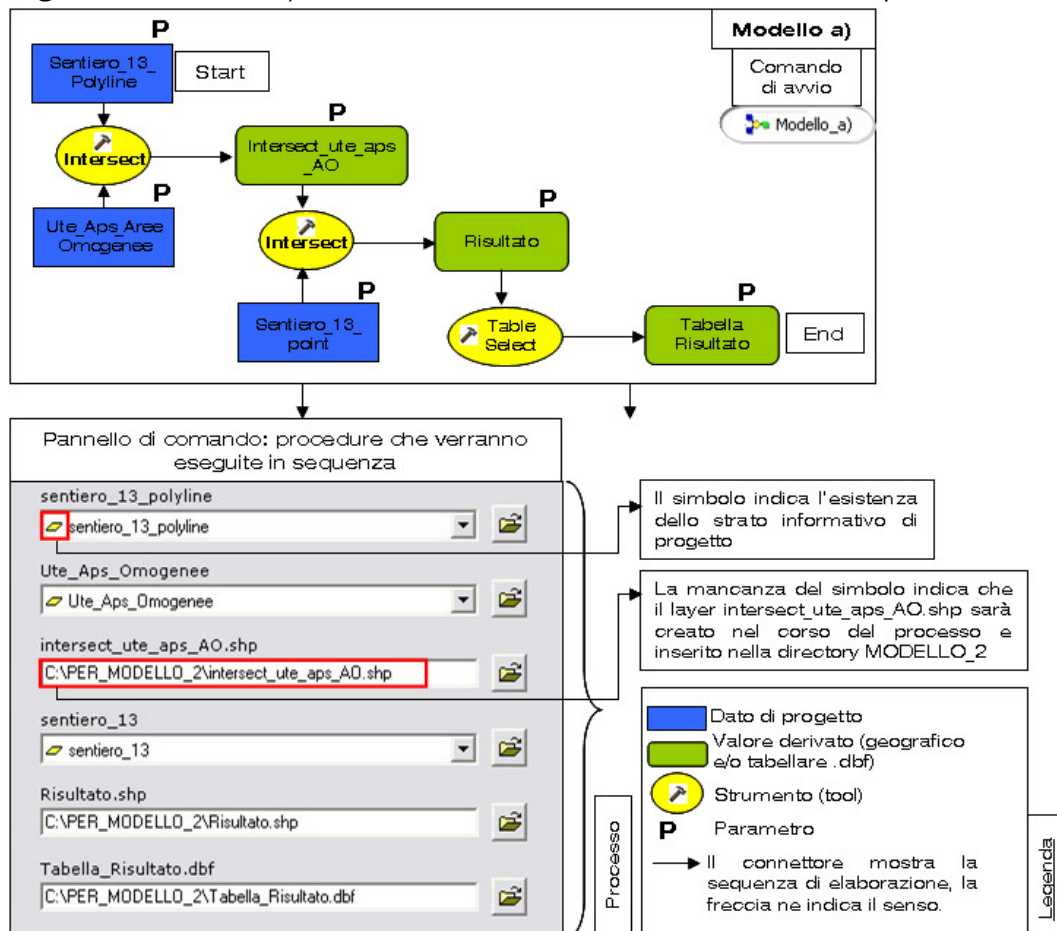 P
Modello a)
Sentiero_13_
Polyline
Start
Comando
di avvio
Modello_a)
P
Intersect
Intersect_ute_aps
_AO
P
P
Ute_Aps_Aree
Omogenee
Intersect
Risultato
P
P
Sentiero_13_
point
Table
Select
Tabella
Risultato
End
Pannello di comando: procedure che verranno
eseguite in sequenza
sentiero_13_polyline
sentiero_13_polyline
Ute_Aps_Omogenee
Ute_Aps_Omogenee
intersect_ute_aps_AO.shp
C:\PER_MODELLO_2\intersect_ute_aps_AO.shp
sentiero_13
sentiero_13
Risultato.shp
C:\PER_MODELLO_2\Risultato.shp
Tabella_Risultato.dbf
C:\PER_MODELLO_2\Tabella_Risultato.dbf
Il simbolo indica l'esistenza
dello strato informativo di
progetto
La mancanza del simbolo indica che
il layer intersect_ute_aps_AO.shp sarà
creato nel corso del processo e
inserito nella directory MODELLO_2
Processo
Dato di progetto
Valore derivato (geografico
e/o tabellare .dbf)
Strumento (tool)
P Parametro
Il connettore mostra la
sequenza di elaborazione, la
freccia ne indica il senso.
Legenda